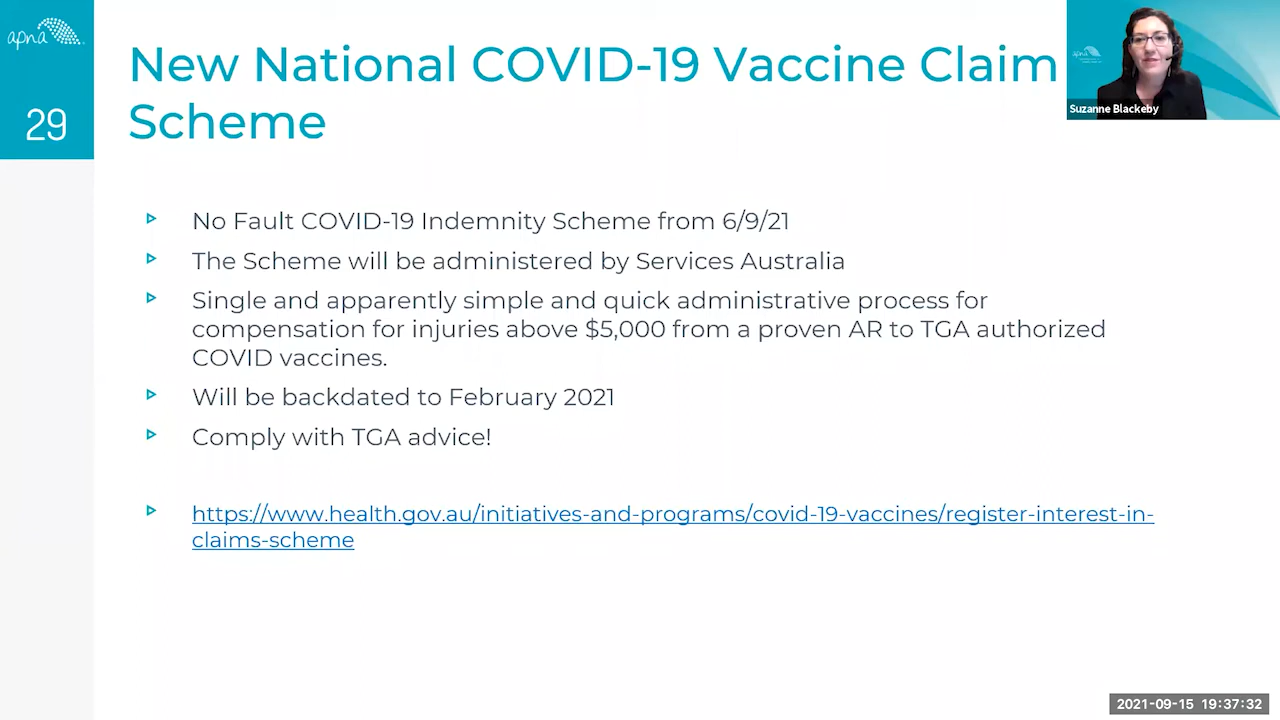 apna
29
New National COVID-19 Vaccine Claim
Scheme
Suzanne Blackeby
No Fault COVID-19 Indemnity Scheme from 6/9/21
The Scheme will be administered by Services Australia
Single and apparently simple and quick administrative process for
compensation for injuries above $5,000 from a proven AR to TGA authorized
COVID vaccines.
Will be backdated to February 2021
Comply with TGA advice!
https://www.health.gov.au/initiatives-and-programs/covid-19-vaccines/register-interest-in-
claims-scheme
2021-09-15 19:37:32